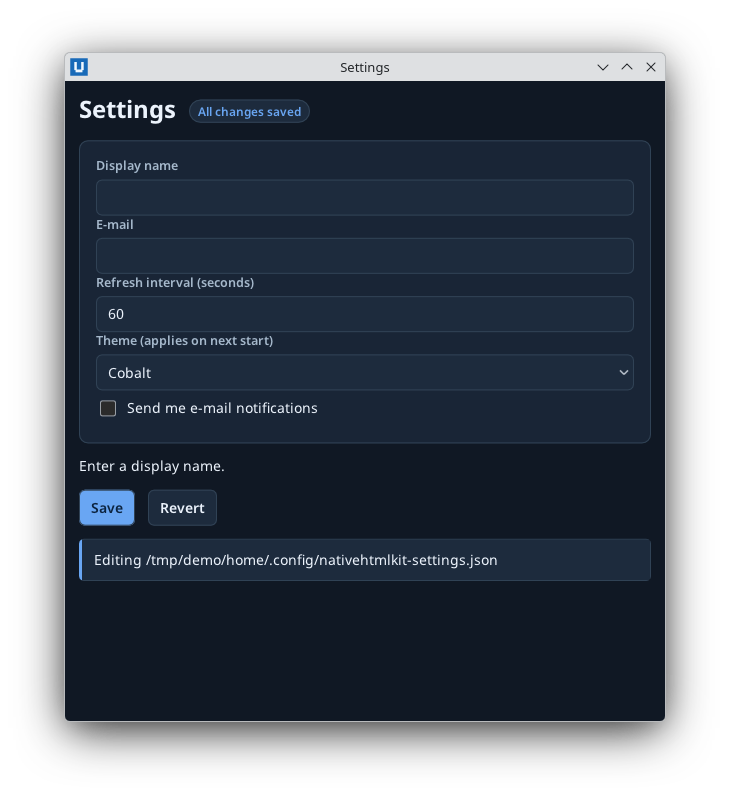 Settings
Settings
All changes saved
Display name
E-mail
Refresh interval (seconds)
60
Theme (applies on next start)
Cobalt
Send me e-mail notifications
Enter a display name.
Save
Revert
Editing /tmp/demo/home/.config/nativehtmlkit-settings.json